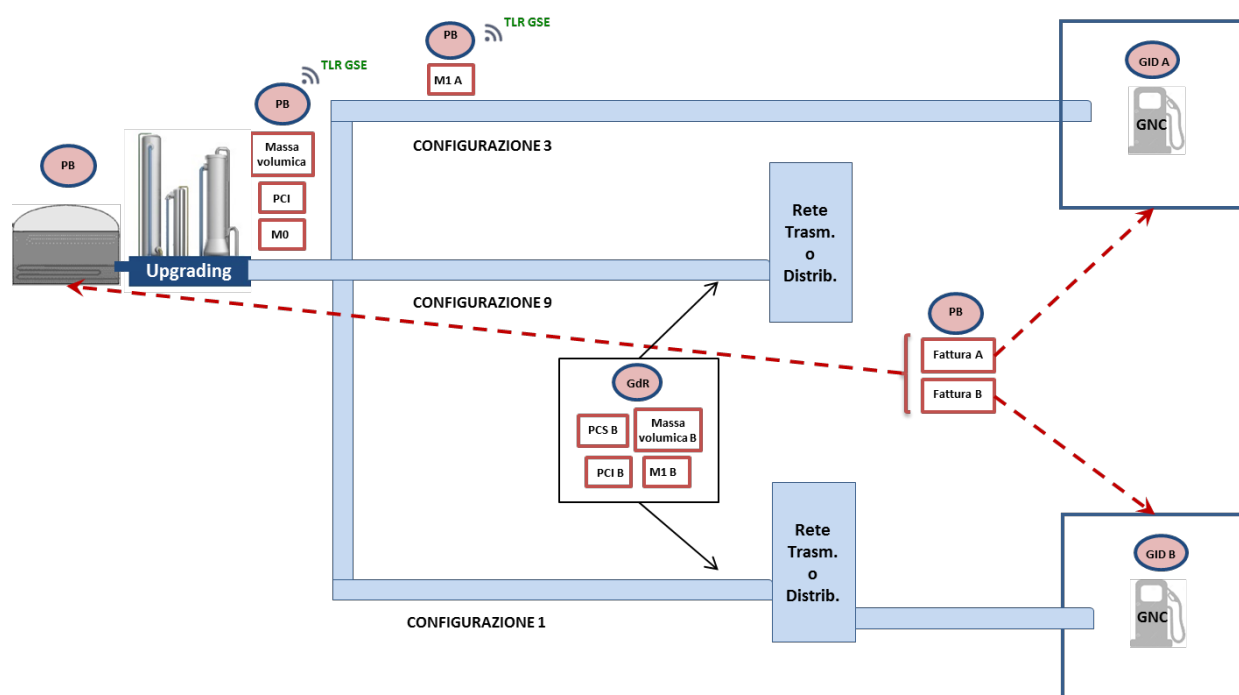 TLR GSE
PB
M1 A
TLR GSE
PB
Massa
volumica
PCI
M0
PB
Upgrading
CONFIGURAZIONE 3
GID A
GNC
Rete
Trasm.
o
Distrib.
CONFIGURAZIONE 9
PB
Fattura A
Fattura B
GdR
PCS B
Massa
volumica B
PCI B
M1 B
Rete
Trasm.
o
Distrib.
CONFIGURAZIONE 1
GID B
GNC